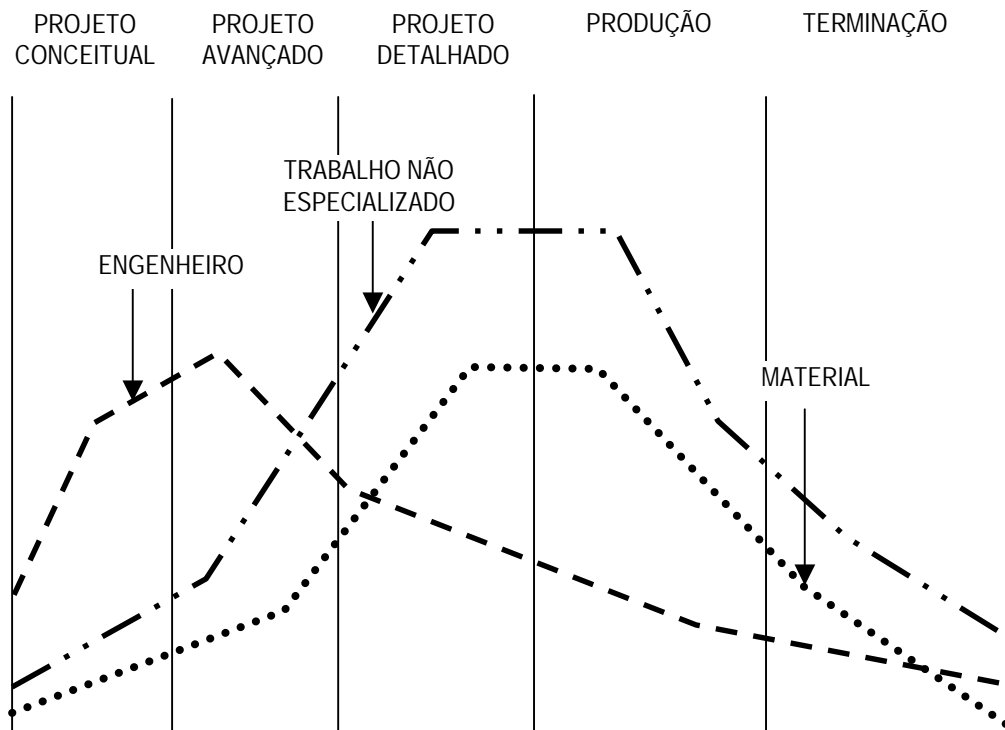 PROJETO
CONCEITUAL
PROJETO
AVANÇADO
PROJETO
DETALHADO
PRODUÇÃO
TERMINAÇÃO
TRABALHO NÃO
ESPECIALIZADO
ENGENHEIRO
MATERIAL